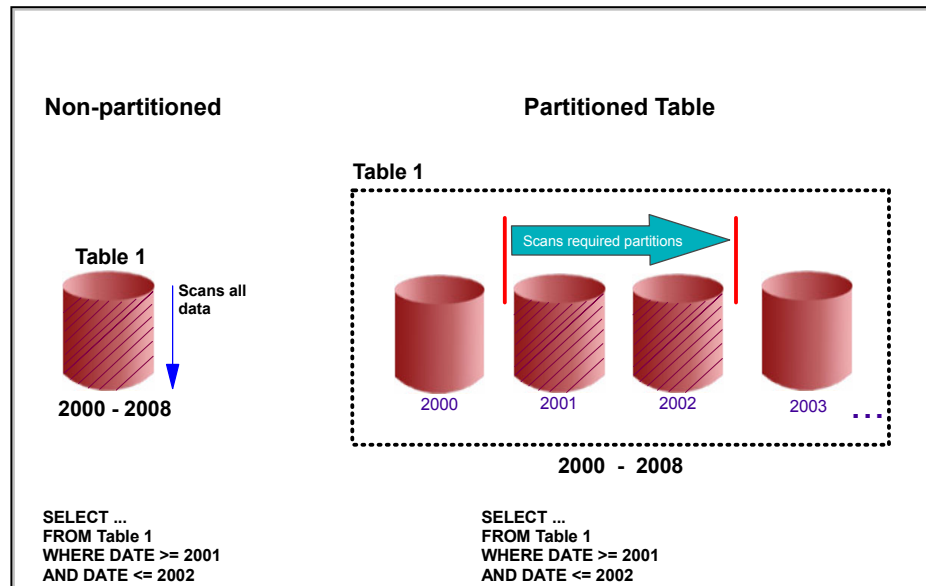 Non-partitioned
Partitioned Table
Table 1
Scans required partitions
Table 1
Scans all
data
2000
2001
2002
2003
...
2000 - 2008
2000 - 2008
SELECT ...
FROM Table 1
WHERE DATE >= 2001
AND DATE <= 2002
SELECT ...
FROM Table 1
WHERE DATE >= 2001
AND DATE <= 2002